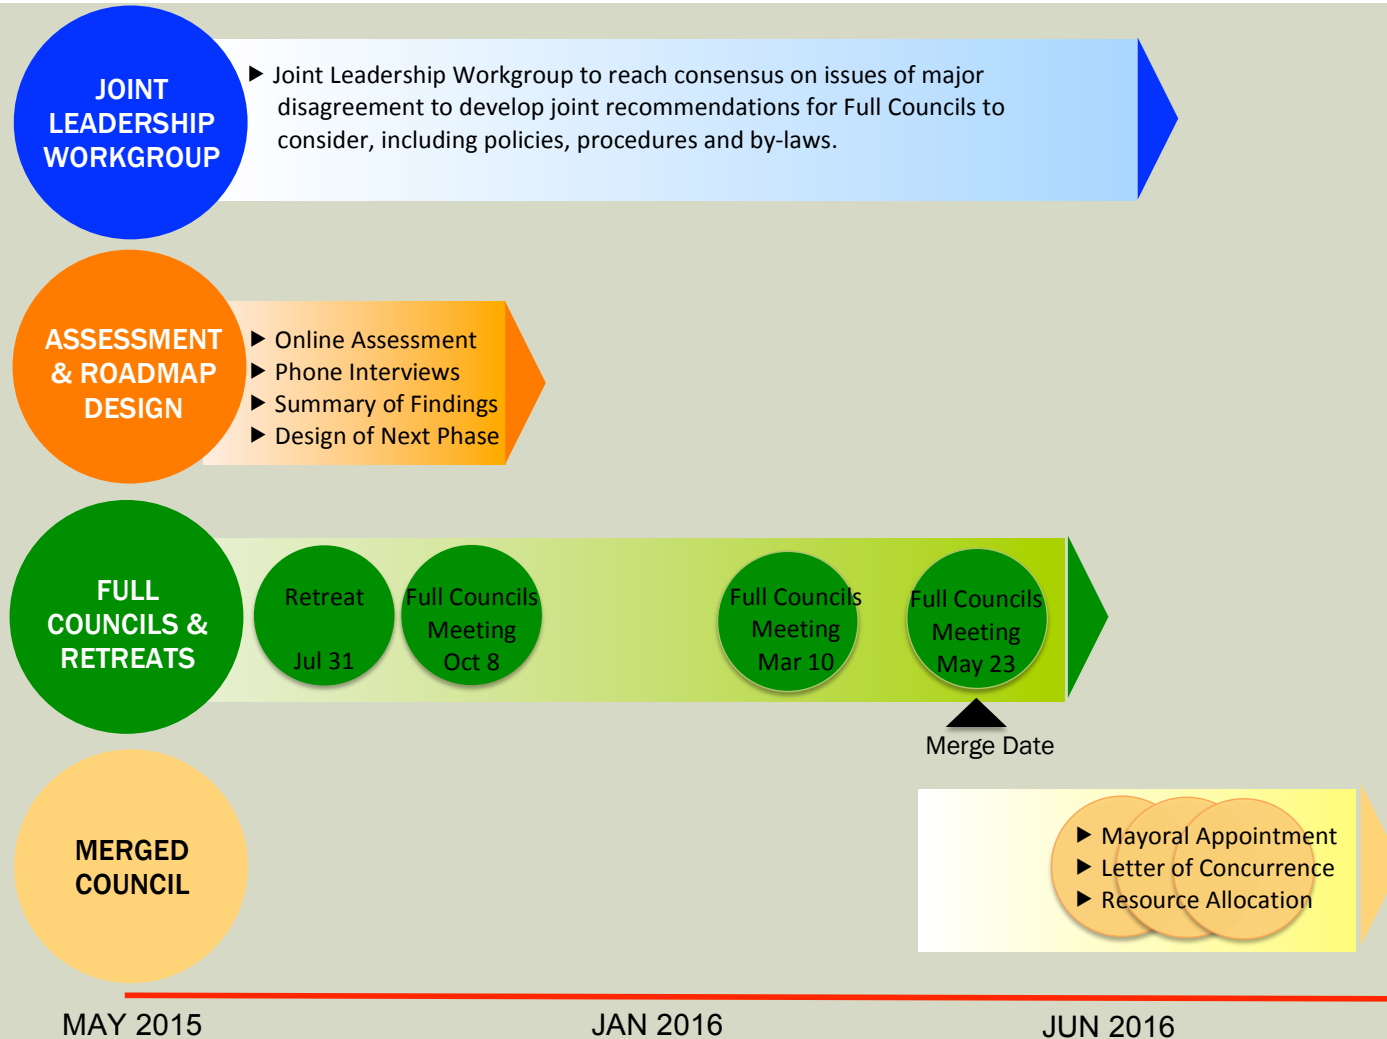 JOINT
LEADERSHIP
WORKGROUP
▶ Joint Leadership Workgroup to reach consensus on issues of major
disagreement to develop joint recommendations for Full Councils to
consider, including policies, procedures and by-laws.
ASSESSMENT
& ROADMAP
DESIGN
▶ Online Assessment
▶ Phone Interviews
▶ Summary of Findings
▶ Design of Next Phase
FULL
COUNCILS &
RETREATS
Retreat
Jul 31
Full Councils
Meeting
Oct 8
Full Councils
Meeting
Mar 10
Full Councils
Meeting
May 23
Merge Date
MERGED
COUNCIL
▶ Mayoral Appointment
▶ Letter of Concurrence
▶ Resource Allocation
MAY 2015
JAN 2016
JUN 2016